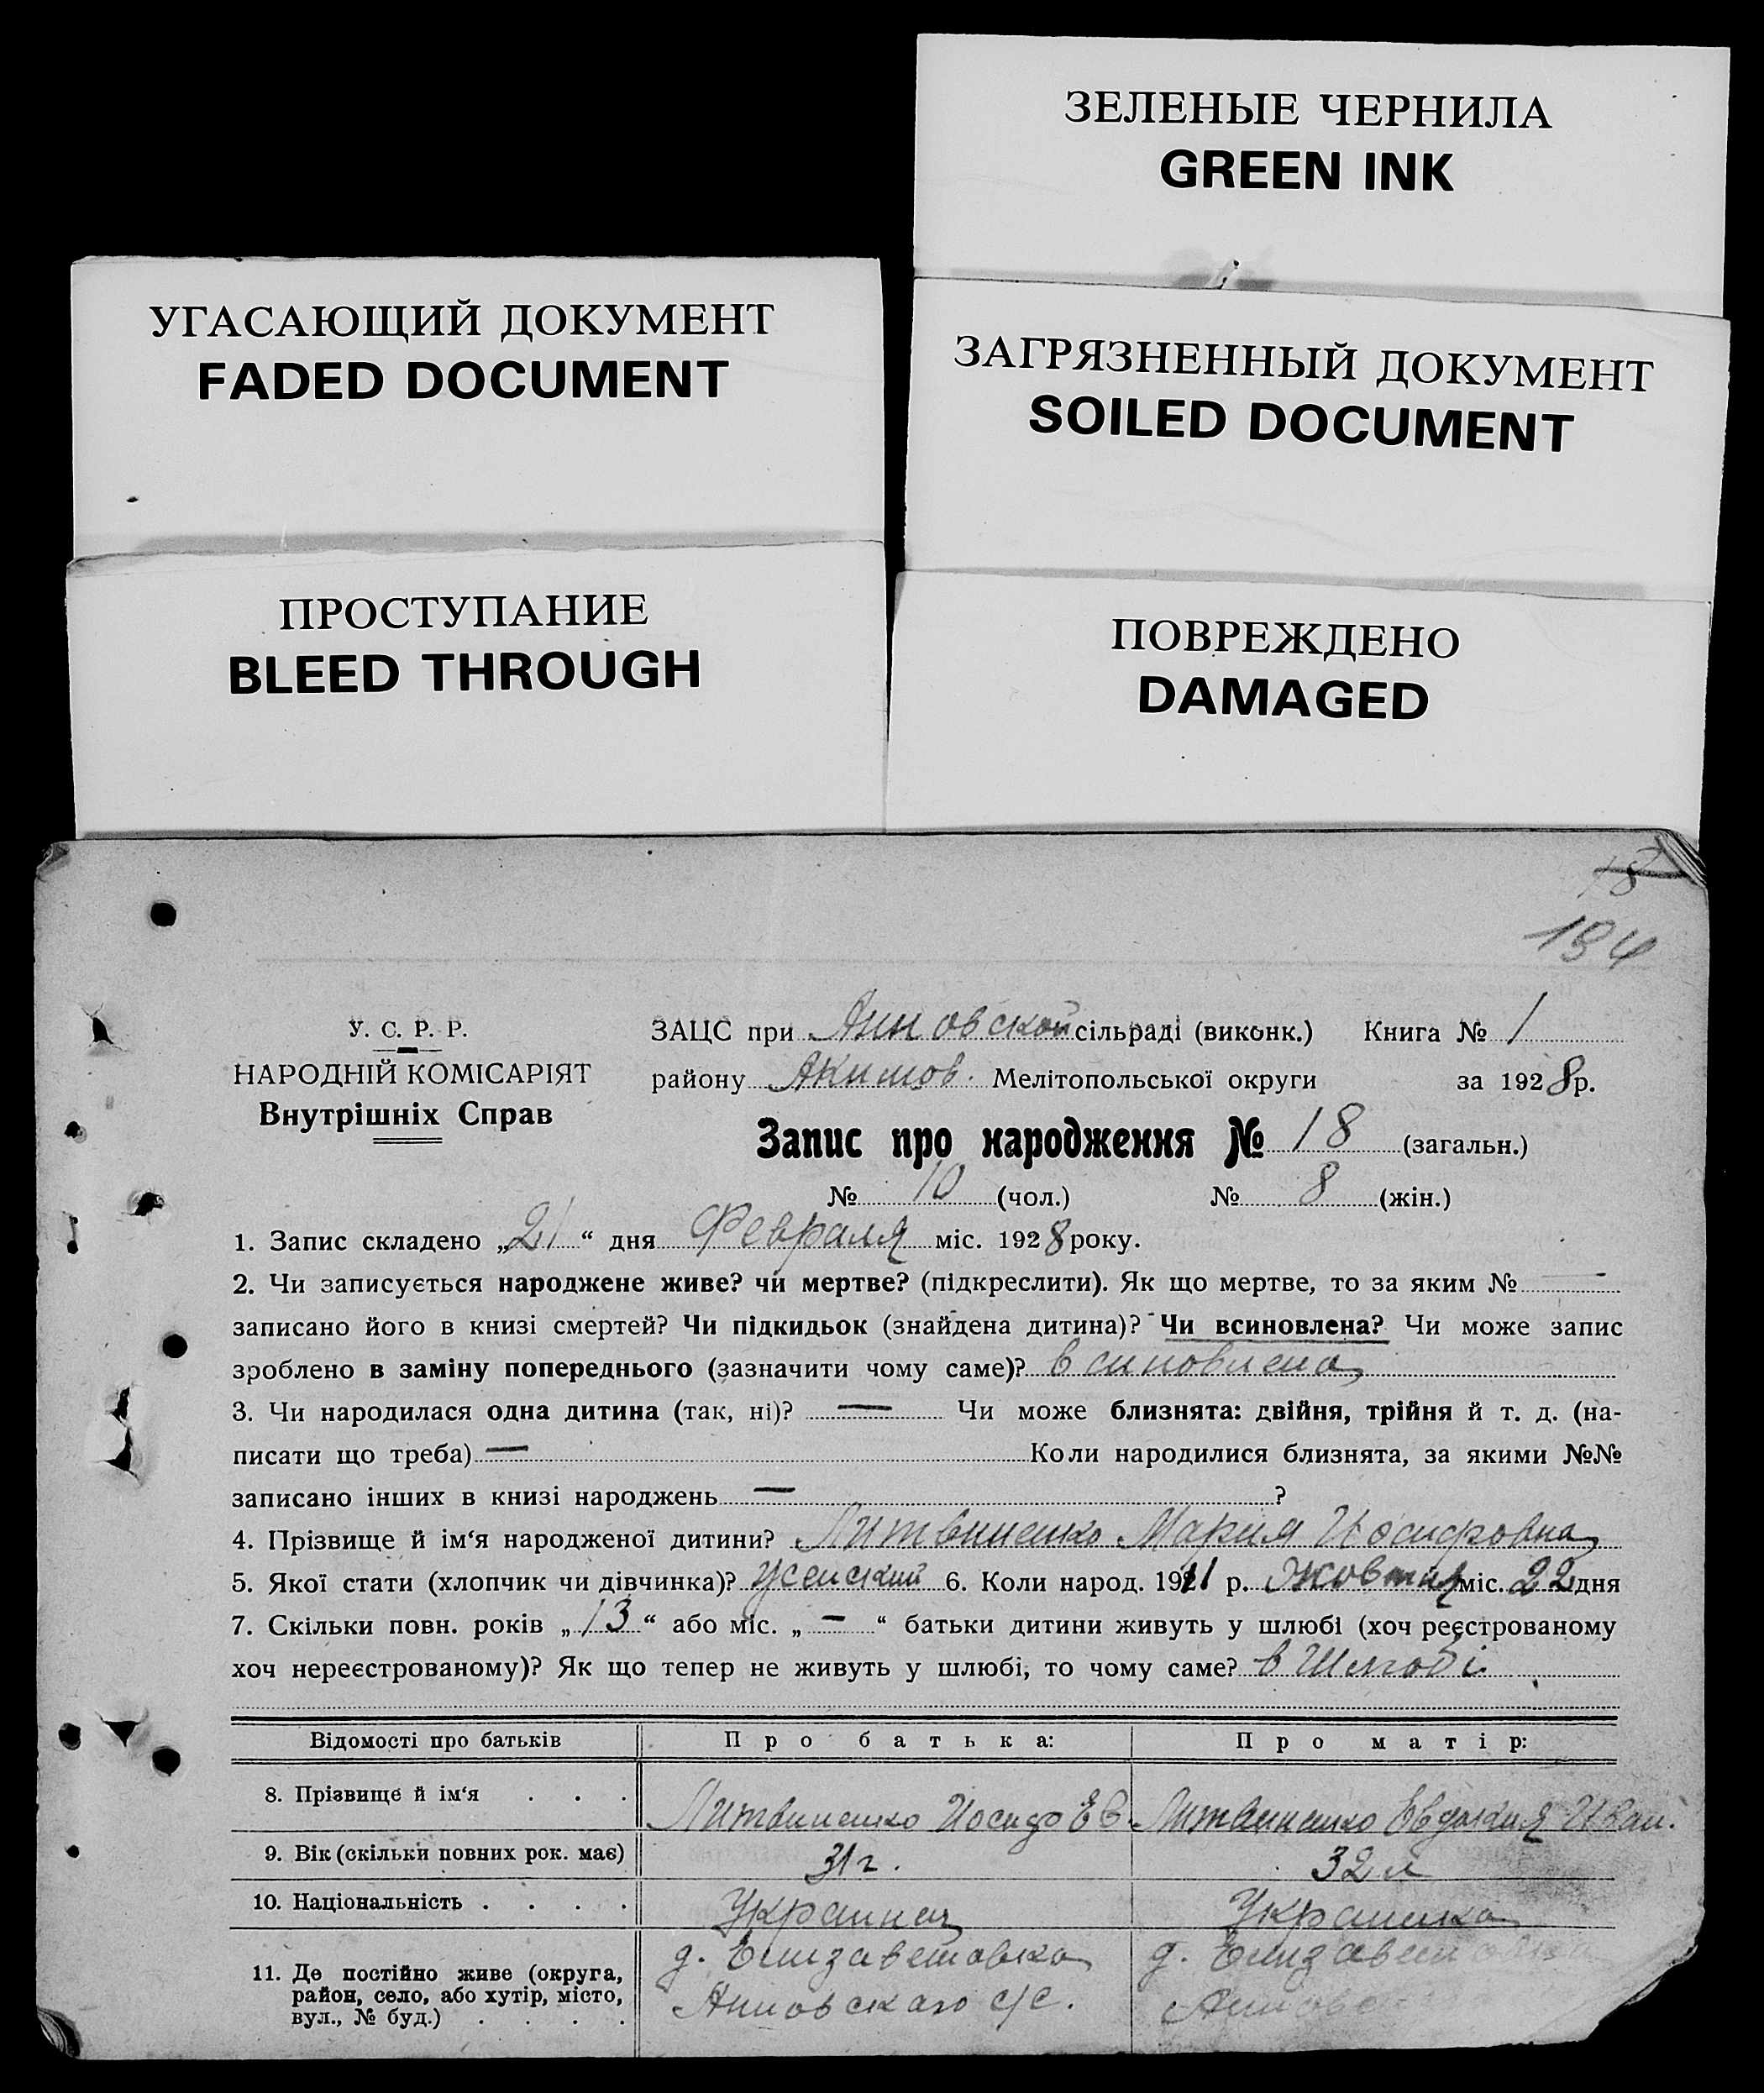 ЗЕЛЕНЫЕ ЧЕРНИЛА
GREEN INK
УГАСАЮЩИЙ ДОКУМЕНТ
FADED DOCUMENT
ЗАГРЯЗНЕННЫЙ ДОКУМЕНТ
SOILED DOCUMENT
ПРОСТУПАНИЕ
BLEED THROUGH
ПОВРЕЖДЕНО
DAMAGED
18
194
У. С. Р. Р.
НАРОДНІЙ КОМІСАРІЯТ
Внутрішніх Справ
ЗАЦС при Анновской сільраді (виконк.) Книга № 1
району Акимов. Мелітопольської округи за 1928 р.
Запис про народження № 18 (загальн.)
№ 10 (чол.) № 8 (жін.)
1. Запис складено „21“ дня Февраля міс. 1928 року.
2. Чи записується народжене живе? чи мертве? (підкреслити). Як що мертве, то за яким № —
записано його в книзі смертей? Чи підкидьок (знайдена дитина)? Чи всиновлена? Чи може запис
зроблено в заміну попереднього (зазначити чому саме)? всиновлена
3. Чи народилася одна дитина (так, ні)? — Чи може близнята: двійня, трійня й т. д. (на-
писати що треба) — Коли народилися близнята, за якими №№
записано інших в книзі народжень — ?
4. Прізвище й ім‘я народженої дитини? Литвиненко Мария Иосифовна
5. Якої стати (хлопчик чи дівчинка)? женский 6. Коли народ. 1911 р. Жовтня міс. 22 дня
7. Скільки повн. років „13“ або міс. „—“ батьки дитини живуть у шлюбі (хоч реєстрованому
хоч нереєстрованому)? Як що тепер не живуть у шлюбі, то чому саме? в Шлюбі.
Відомості про батьків Про батька: Про матір:
8. Прізвище й ім‘я . . . Литвиненко Иосиф Ев. Литвиненко Евдокия Иван.
9. Вік (скільки повних рок. має) 31 г. 32 л
10. Національність . . . . Украинец Украинка
11. Де постійно живе (округа, район, село, або хутір, місто, вул., № буд.) . . . . д. Елизаветовка Анновскаго с/с. д. Елизаветовка